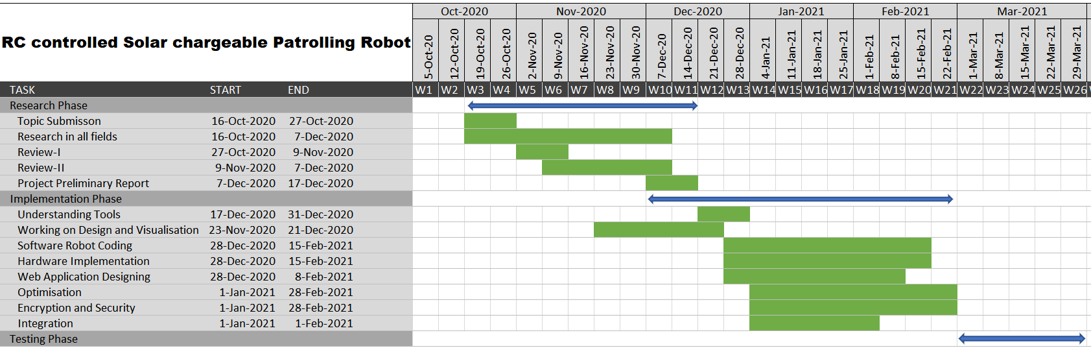 Oct-2020 Nov-2020 Dec-2020 Jan-2021 Feb-2021 Mar-2021
RC controlled Solar chargeable Patrolling Robot
5-Oct-20 12-Oct-20 19-Oct-20 26-Oct-20 2-Nov-20 9-Nov-20 16-Nov-20 23-Nov-20 30-Nov-20 7-Dec-20 14-Dec-20 21-Dec-20 28-Dec-20 4-Jan-21 11-Jan-21 18-Jan-21 25-Jan-21 1-Feb-21 8-Feb-21 15-Feb-21 22-Feb-21 1-Mar-21 8-Mar-21 15-Mar-21 22-Mar-21 29-Mar-21
TASK START END W1 W2 W3 W4 W5 W6 W7 W8 W9 W10 W11 W12 W13 W14 W15 W16 W17 W18 W19 W20 W21 W22 W23 W24 W25 W26
Research Phase
Topic Submisson 16-Oct-2020 27-Oct-2020
Research in all fields 16-Oct-2020 7-Dec-2020
Review-I 27-Oct-2020 9-Nov-2020
Review-II 9-Nov-2020 7-Dec-2020
Project Preliminary Report 7-Dec-2020 17-Dec-2020
Implementation Phase
Understanding Tools 17-Dec-2020 31-Dec-2020
Working on Design and Visualisation 23-Nov-2020 21-Dec-2020
Software Robot Coding 28-Dec-2020 15-Feb-2021
Hardware Implementation 28-Dec-2020 15-Feb-2021
Web Application Designing 28-Dec-2020 8-Feb-2021
Optimisation 1-Jan-2021 28-Feb-2021
Encryption and Security 1-Jan-2021 28-Feb-2021
Integration 1-Jan-2021 1-Feb-2021
Testing Phase